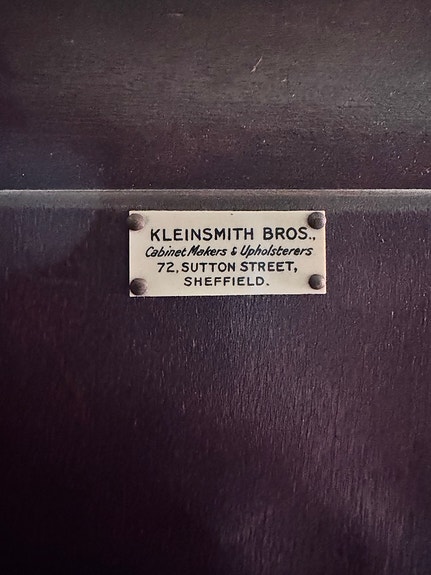 KLEINSMITH BROS.,
Cabinet Makers & Upholsterers
72, SUTTON STREET,
SHEFFIELD.